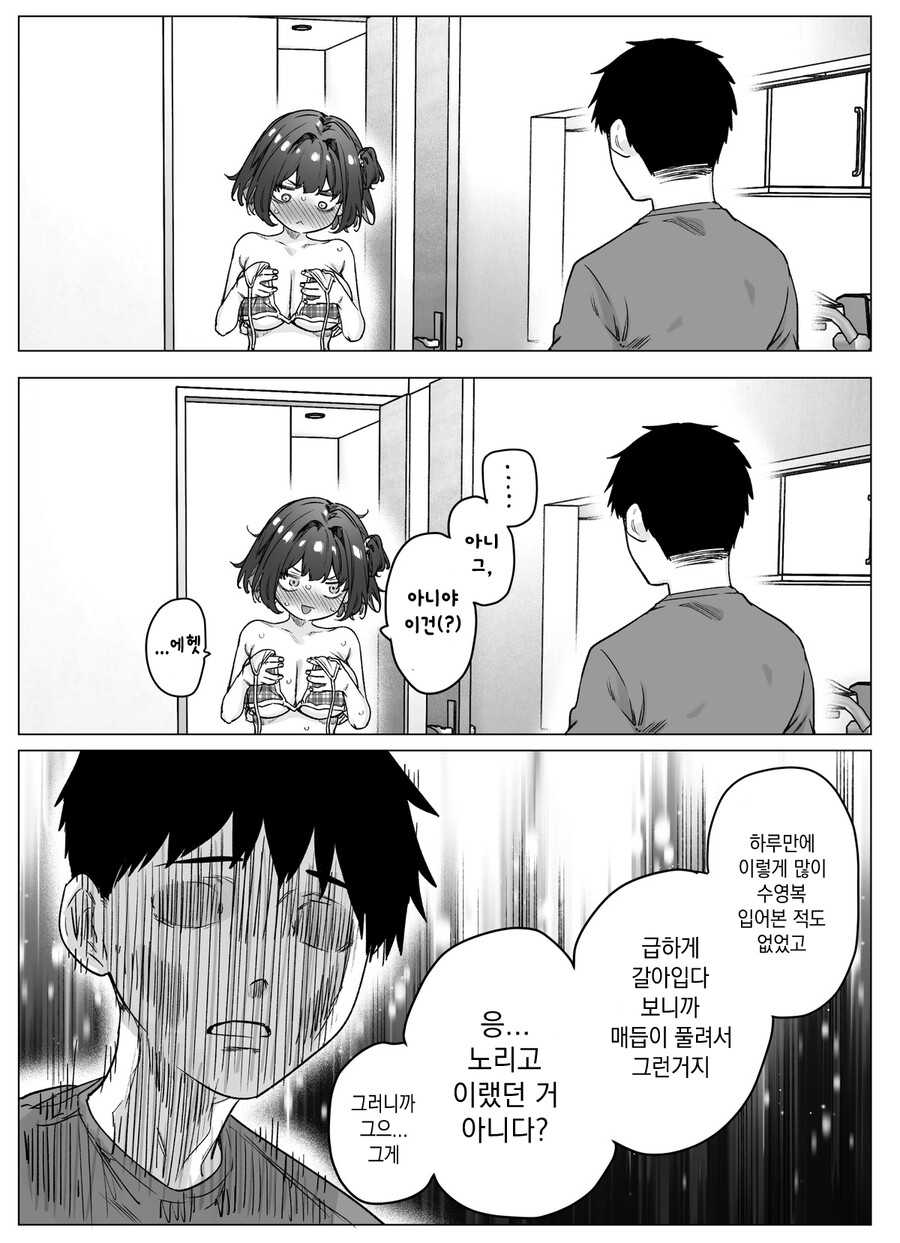 .....
아니
그,
아니야
이건(?)
...에헷
하루만에
이렇게 많이
수영복
입어본 적도
없었고
급하게
갈아입다
보니까
매듭이 풀려서
그런거지
응...
노리고
이랬던 거
아니다?
그러니까
그으...
그게